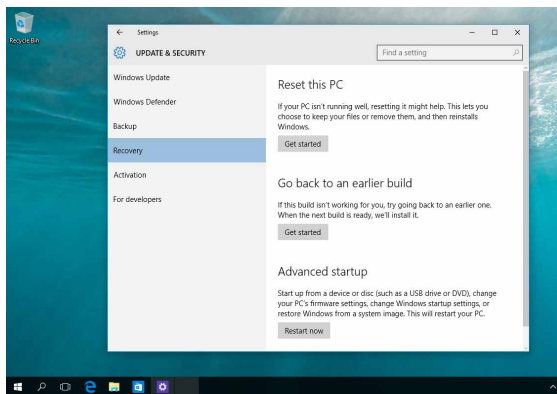 Recycle Bin
Settings
UPDATE & SECURITY
Find a setting
Windows Update
Windows Defender
Backup
Recovery
Activation
For developers
Reset this PC
If your PC isn't running well, resetting it might help. This lets you
choose to keep your files or remove them, and then reinstalls
Windows.
Get started
Go back to an earlier build
If this build isn't working for you, try going back to an earlier one.
When the next build is ready, we'll install it.
Get started
Advanced startup
Start up from a device or disc (such as a USB drive or DVD), change
your PC's firmware settings, change Windows startup settings, or
restore Windows from a system image. This will restart your PC.
Restart now